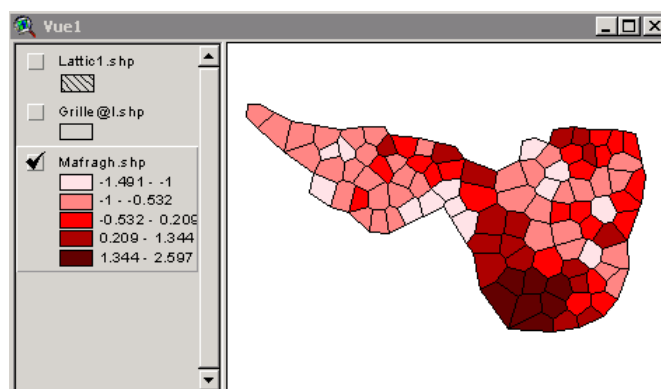 Vue1
Lattic1.shp
Grille@l.shp
Mafragh.shp
-1.491 - -1
-1 - -0.532
-0.532 - 0.209
0.209 - 1.344
1.344 - 2.597